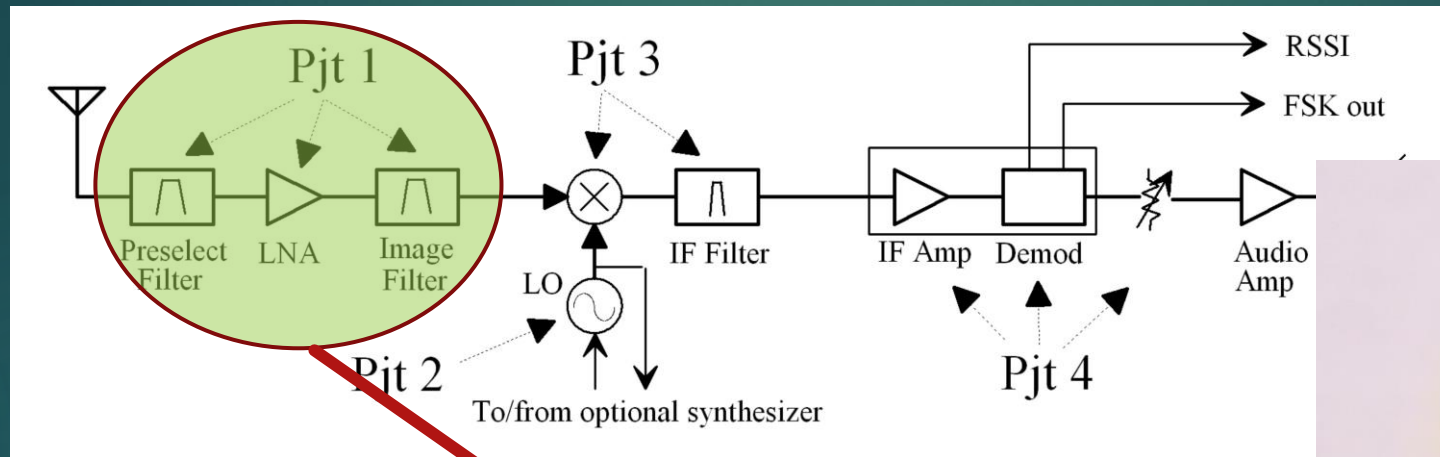 Pjt 1
Pjt 3
RSSI
FSK out
Preselect
Filter
LNA
Image
Filter
IF Filter
IF Amp
Demod
Audio
Amp
LO
Pjt 2
Pjt 4
To/from optional synthesizer